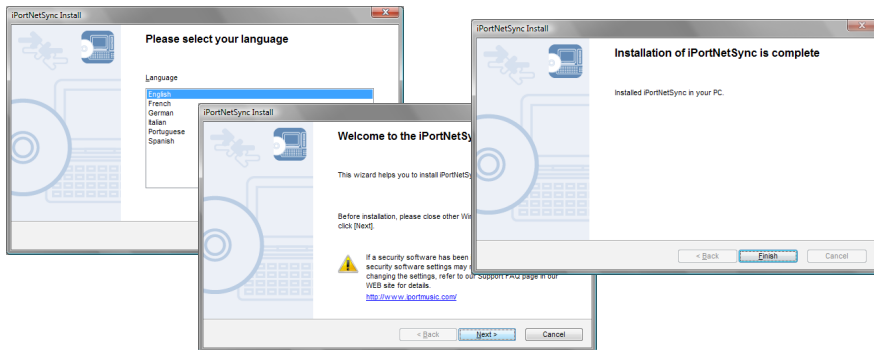 iPortNetSync Install
Please select your language
Language
English
French
German
Italian
Portuguese
Spanish
iPortNetSync Install
Welcome to the iPortNetSy
This wizard helps you to install iPortNetSy
Before installation, please close other Wi
click [Next].
If a security software has been
security software settings may
changing the settings, refer to our Support FAQ page in our
WEB site for details.
http://www.iportmusic.com/
< Back
Next >
Cancel
iPortNetSync Install
Installation of iPortNetSync is complete
Installed iPortNetSync in your PC.
< Back
Finish
Cancel